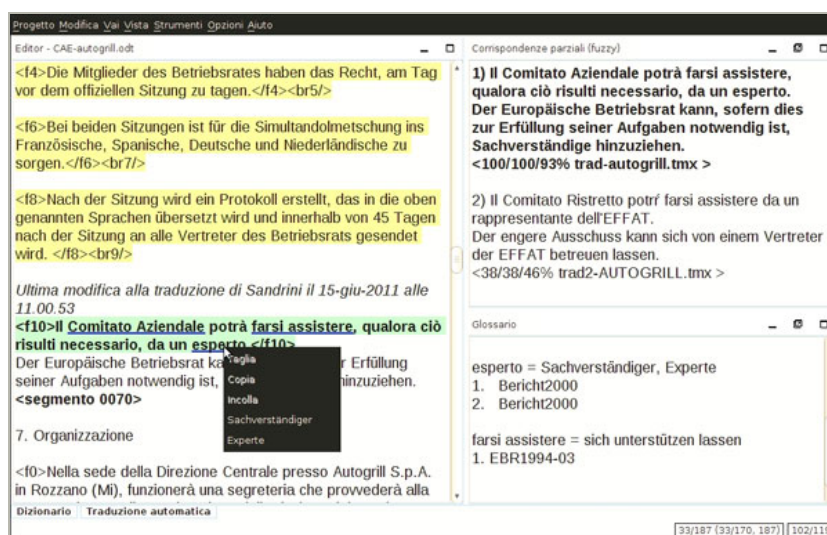 Progetto Modifica Vai Vista Strumenti Opzioni Aiuto
Editor - CAE-autogrill.odt
<f4>Die Mitglieder des Betriebsrates haben das Recht, am Tag
vor dem offiziellen Sitzung zu tagen.</f4><br5/>
<f6>Bei beiden Sitzungen ist für die Simultandolmetschung ins
Französische, Spanische, Deutsche und Niederländische zu
sorgen.</f6><br7/>
<f8>Nach der Sitzung wird ein Protokoll erstellt, das in die oben
genannten Sprachen übersetzt wird und innerhalb von 45 Tagen
nach der Sitzung an alle Vertreter des Betriebsrats gesendet
wird. </f8><br9/>
Ultima modifica alla traduzione di Sandrini il 15-giu-2011 alle
11.00.53
<f10>Il Comitato Aziendale potrà farsi assistere, qualora ciò
risulti necessario, da un esperto.</f10>
Der Europäische Betriebsrat r Erfüllung
seiner Aufgaben notwendig ist, hinzuziehen.
<segmento 0070>
Taglia
Copia
Incolla
Sachverständiger
Experte
7. Organizzazione
<f0>Nella sede della Direzione Centrale presso Autogrill S.p.A.
in Rozzano (Mi), funzionerà una segreteria che provvederà alla
Dizionario Traduzione automatica
Corrispondenze parziali (fuzzy)
1) Il Comitato Aziendale potrà farsi assistere,
qualora ciò risulti necessario, da un esperto.
Der Europäische Betriebsrat kann, sofern dies
zur Erfüllung seiner Aufgaben notwendig ist,
Sachverständige hinzuziehen.
<100/100/93% trad-autogrill.tmx >
2) Il Comitato Ristretto potŕ farsi assistere da un
rappresentante dell'EFFAT.
Der engere Ausschuss kann sich von einem Vertreter
der EFFAT betreuen lassen.
<38/38/46% trad2-AUTOGRILL.tmx >
Glossario
esperto = Sachverständiger, Experte
1. Bericht2000
2. Bericht2000
farsi assistere = sich unterstützen lassen
1. EBR1994-03
33/187 (33/170, 187) 102/119